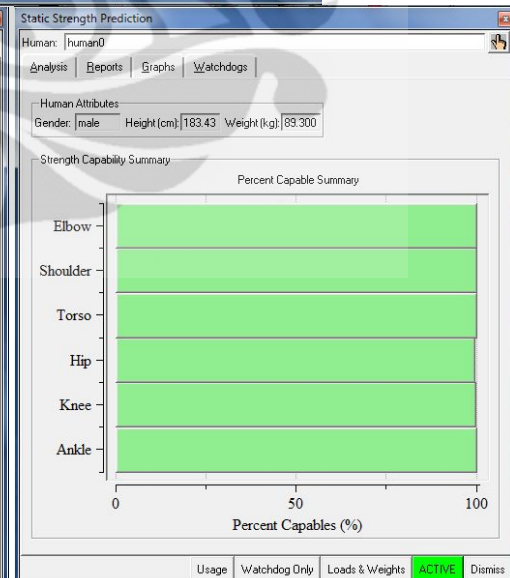 Static Strength Prediction
Human: human0
Analysis Reports Graphs Watchdogs
Human Attributes
Gender: male Height(cm): 183.43 Weight(kg): 89.300
Strength Capability Summary
Percent Capable Summary
Elbow
Shoulder
Torso
Hip
Knee
Ankle
0 50 100
Percent Capables (%)
Usage Watchdog Only Loads & Weights ACTIVE Dismiss